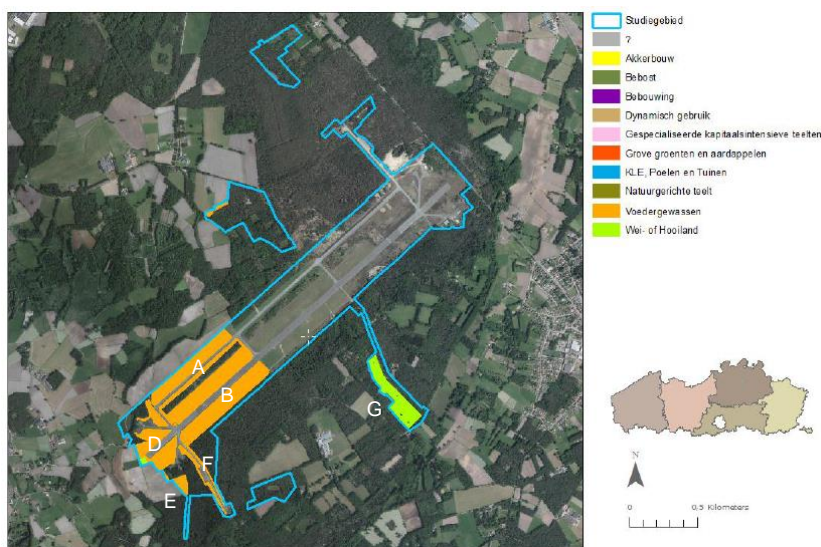 Studiegebied
?
Akkerbouw
Bebost
Bebouwing
Dynamisch gebruik
Gespecialiseerde kapitaalsintensieve teelten
Grove groenten en aardappelen
KLE, Poelen en Tuinen
Natuurgerichte teelt
Voedergewassen
Wei- of Hooiland
A
B
G
D
F
E
N
0 0,5 Kilometers